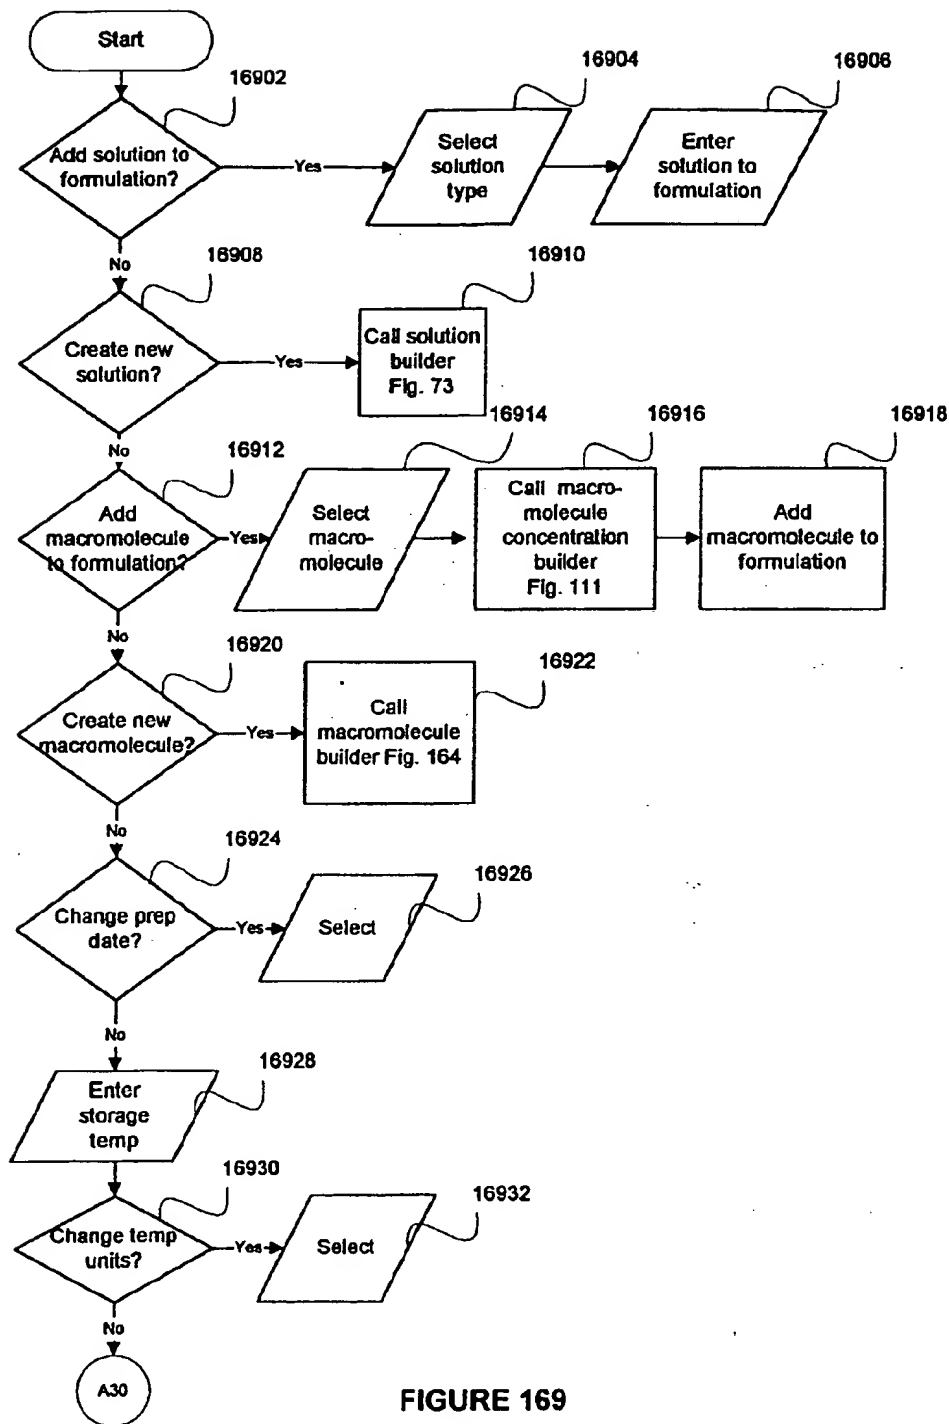 Start
16902
16904
16906
Add solution to
formulation?
Yes
Select
solution
type
Enter
solution to
formulation
No
16908
16910
Create new
solution?
Yes
Call solution
builder
Fig. 73
No
16912
16914
16916
16918
Add
macromolecule
to formulation?
Yes
Select
macro-
molecule
Call macro-
molecule
concentration
builder
Fig. 111
Add
macromolecule to
formulation
No
16920
16922
Create new
macromolecule?
Yes
Call
macromolecule
builder Fig. 164
No
16924
16926
Change prep
date?
Yes
Select
No
16928
Enter
storage
temp
16930
16932
Change temp
units?
Yes
Select
No
A30
FIGURE 169